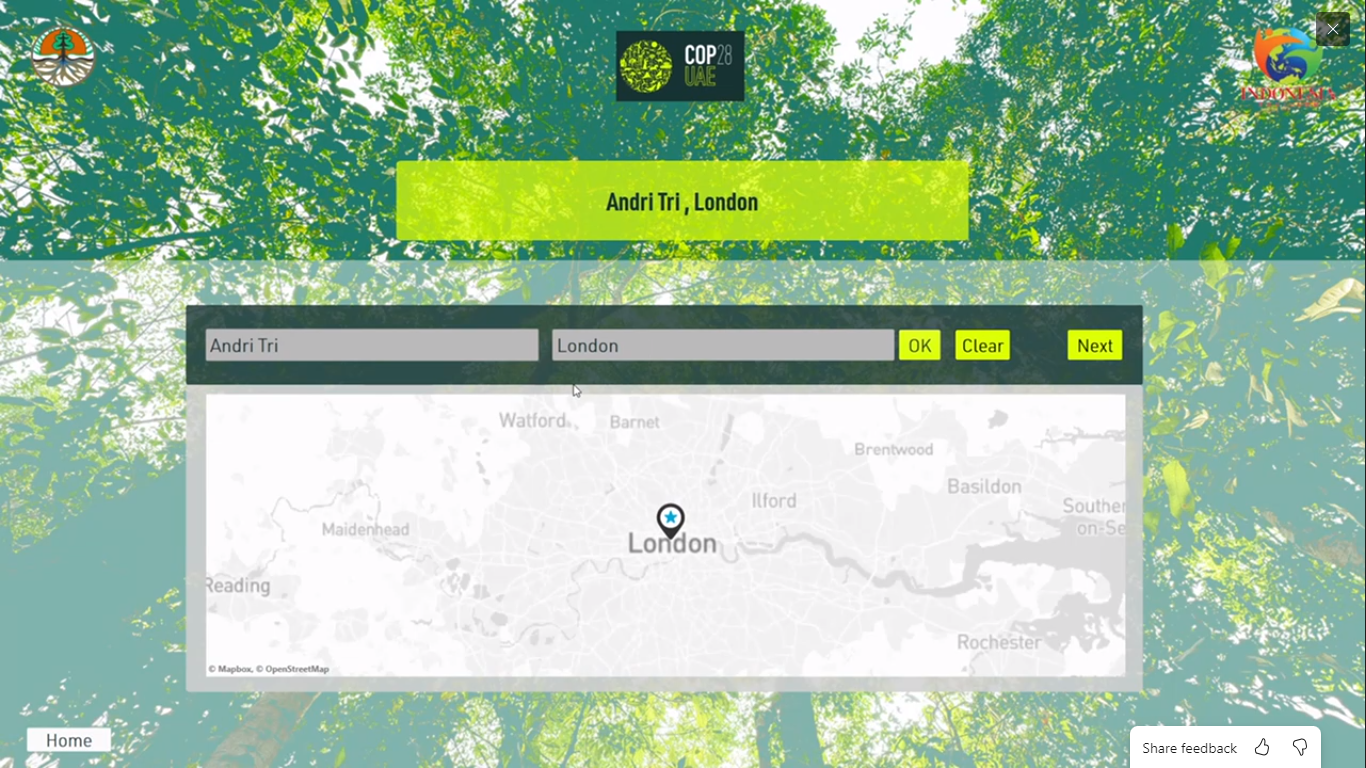 COP28
UAE
INDONESIA
Andri Tri , London
Andri Tri
London
OK
Clear
Next
Watford
Barnet
Brentwood
Ilford
Basildon
Souther
on-Se
Maidenhead
London
Reading
Rochester
© Mapbox, © OpenStreetMap
Home
Share feedback